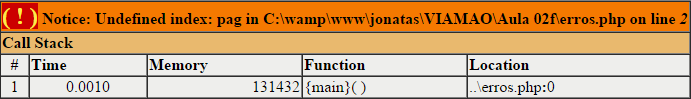 ( ! ) Notice: Undefined index: pag in C:\wamp\www\jonatas\VIAMAO\Aula 02f\erros.php on line 2
Call Stack
# Time Memory Function Location
1 0.0010 131432 {main}( ) ..\erros.php:0